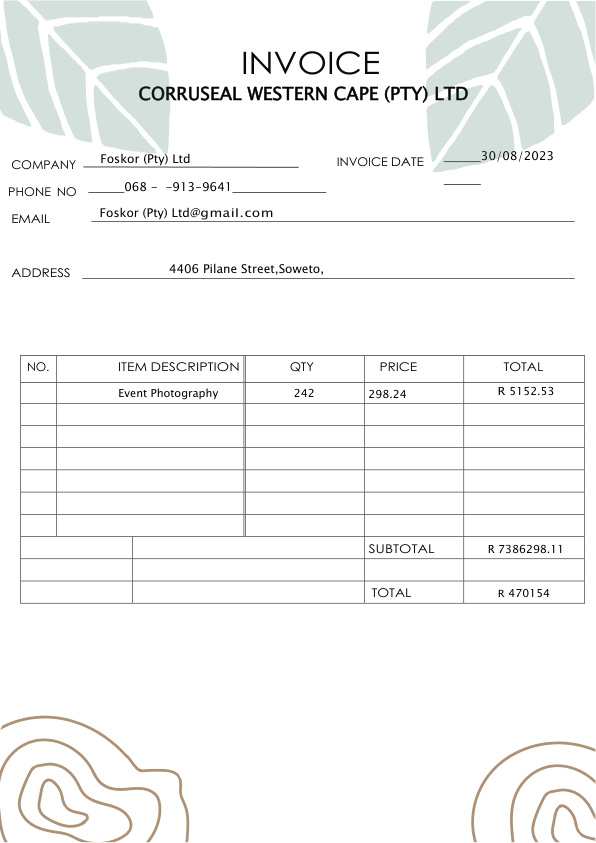 INVOICE
CORRUSEAL WESTERN CAPE (PTY) LTD
COMPANY Foskor (Pty) Ltd INVOICE DATE 30/08/2023
PHONE NO 068 - -913-9641
EMAIL Foskor (Pty) Ltd@gmail.com
ADDRESS 4406 Pilane Street,Soweto,
NO. ITEM DESCRIPTION QTY PRICE TOTAL
Event Photography 242 298.24 R 5152.53
SUBTOTAL R 7386298.11
TOTAL R 470154